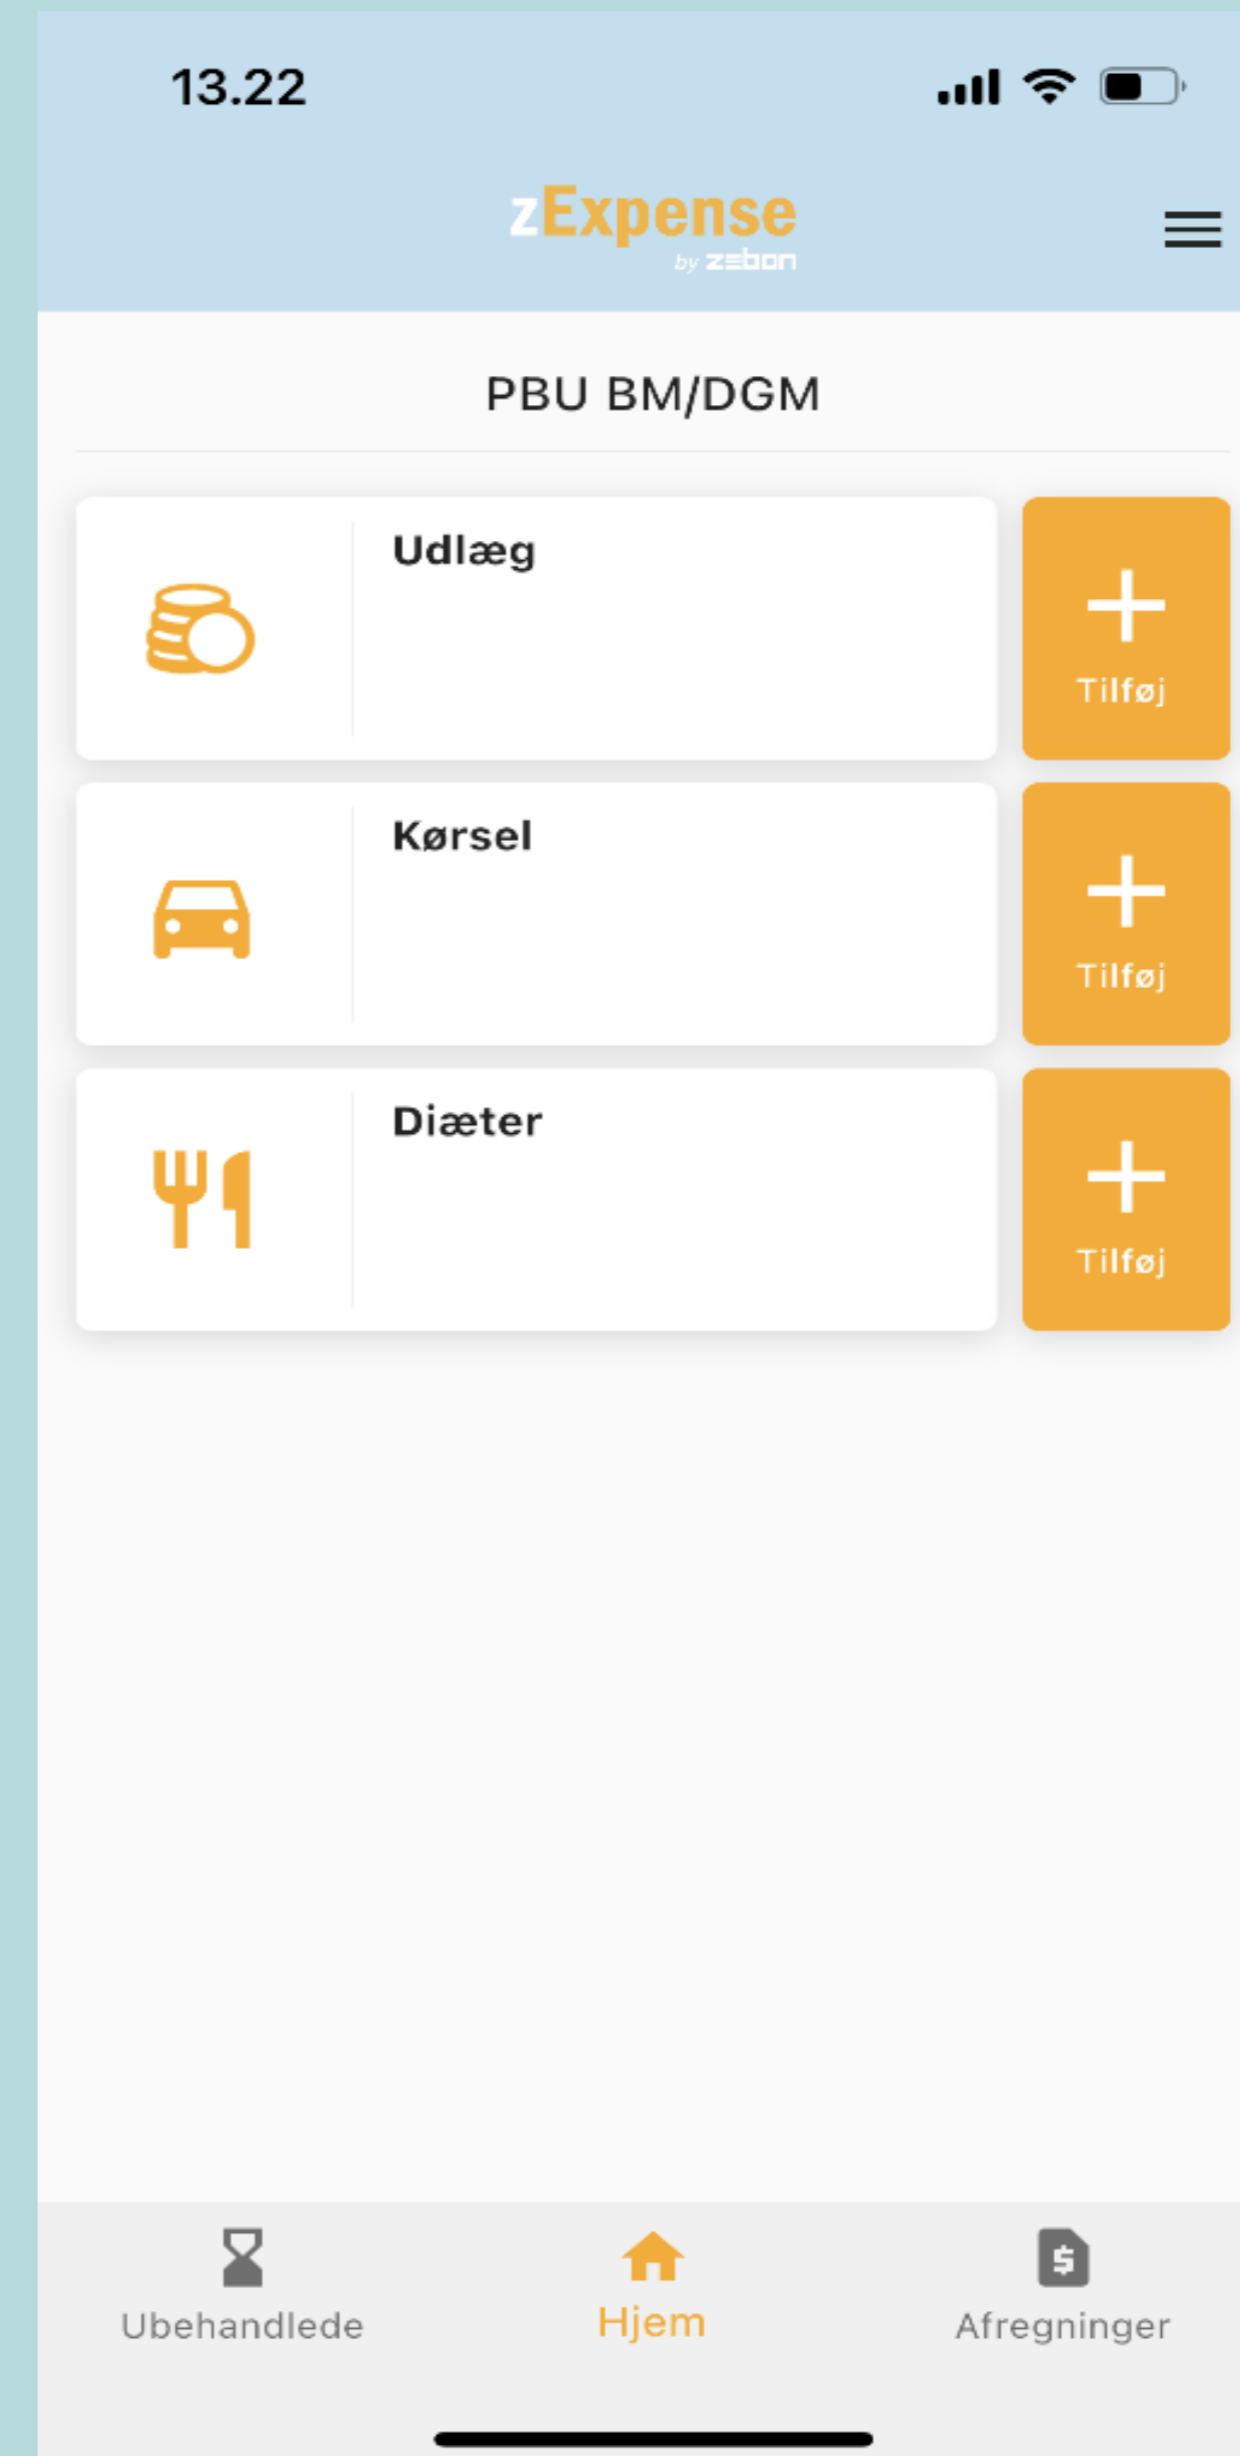 13.22
zExpense
by zebon
PBU BM/DGM
Udlæg
Tilføj
Kørsel
Tilføj
Diæter
Tilføj
Ubehandlede
Hjem
Afregninger